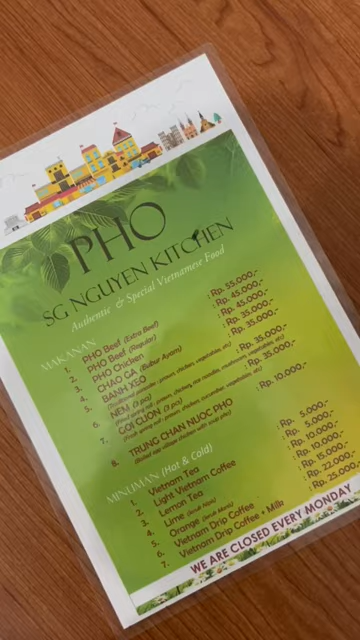 PHO
SG NGUYEN KITCHEN
Authentic & Special Vietnamese Food
MAKANAN
1. PHO Beef (Extra Beef) : Rp. 55.000,-
2. PHO Beef (Regular) : Rp. 45.000,-
3. PHO Chicken : Rp. 45.000,-
4. CHAO GA (Bubur Ayam) : Rp. 35.000,-
5. BANH XEO : Rp. 35.000,-
6. NEM (3 pcs) : Rp. 35.000,-
7. GOI CUON (3 pcs) : Rp. 35.000,-
8. TRUNG CHAN NUOC PHO : Rp. 10.000,-
MINUMAN (Hot & Cold)
1. Vietnam Tea : Rp. 5.000,-
2. Light Vietnam Coffee : Rp. 5.000,-
3. Lemon Tea : Rp. 10.000,-
4. Lime (Jeruk Nipis) : Rp. 10.000,-
5. Orange (Jeruk Manis) : Rp. 15.000,-
6. Vietnam Drip Coffee : Rp. 22.000,-
7. Vietnam Drip Coffee + Milk : Rp. 25.000,-
WE ARE CLOSED EVERY MONDAY